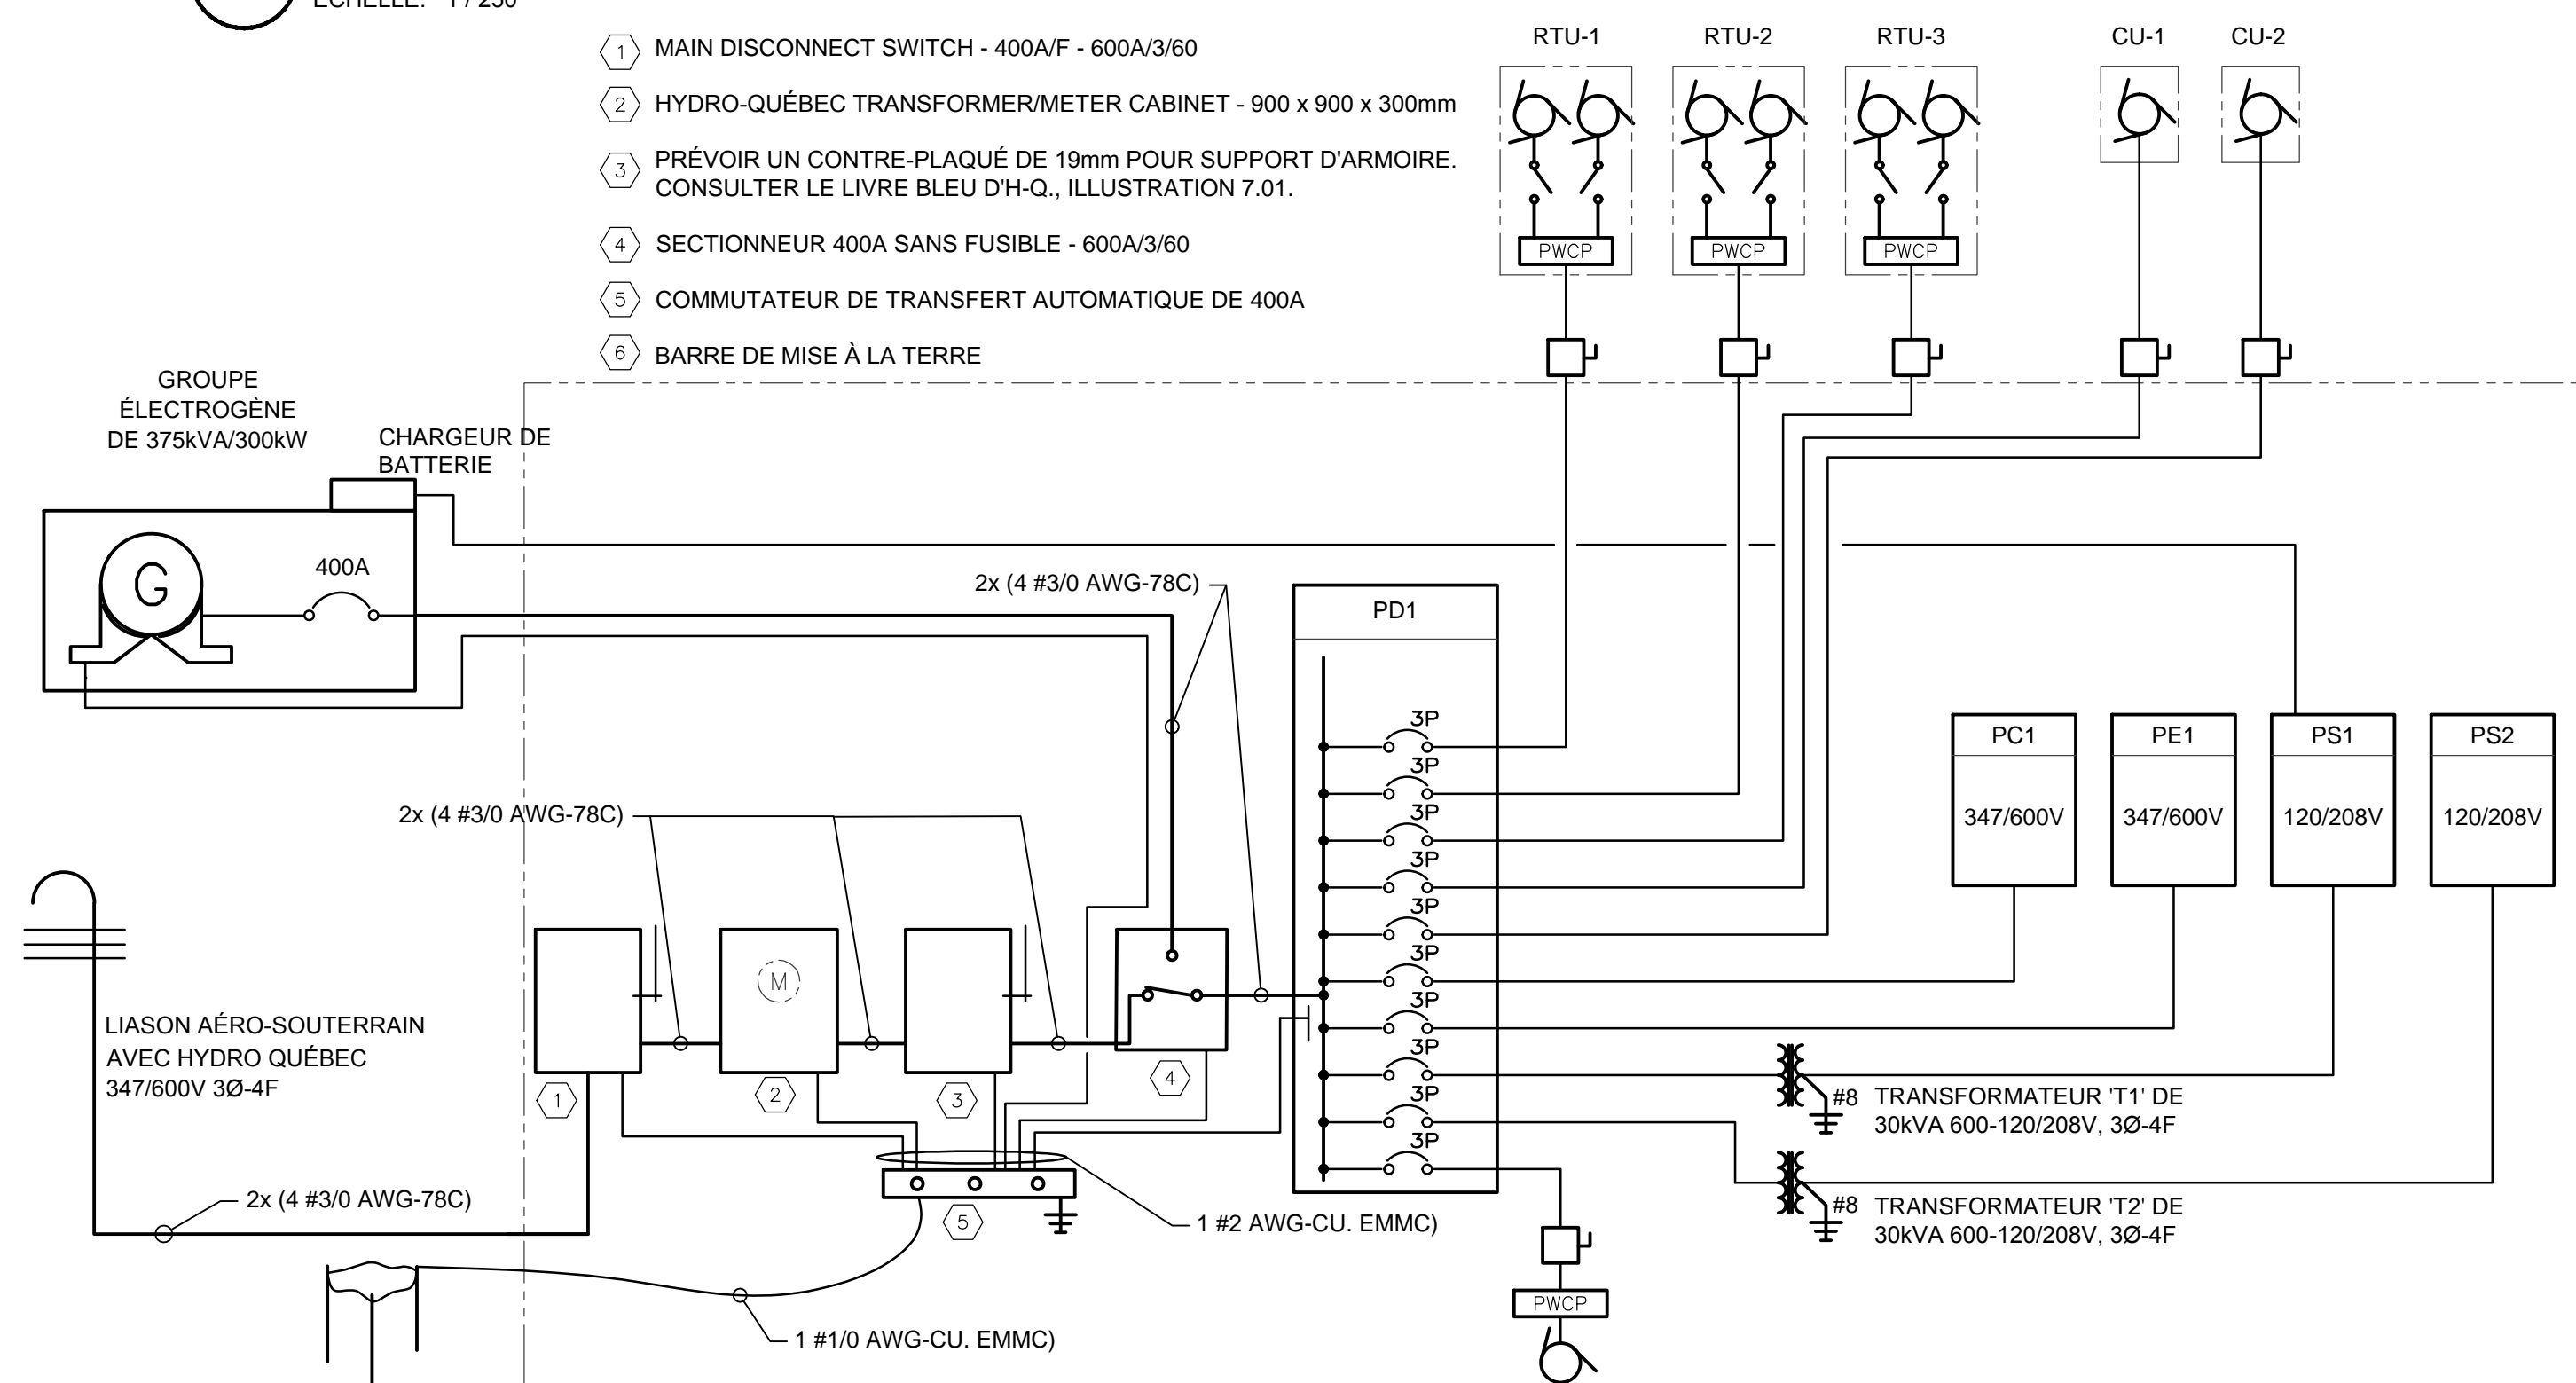 ÉCHELLE: 1 / 250
1 MAIN DISCONNECT SWITCH - 400A/F - 600A/3/60
2 HYDRO-QUÉBEC TRANSFORMER/METER CABINET - 900 x 900 x 300mm
3 PRÉVOIR UN CONTRE-PLAQUÉ DE 19mm POUR SUPPORT D'ARMOIRE.
CONSULTER LE LIVRE BLEU D'H-Q., ILLUSTRATION 7.01.
4 SECTIONNEUR 400A SANS FUSIBLE - 600A/3/60
5 COMMUTATEUR DE TRANSFERT AUTOMATIQUE DE 400A
6 BARRE DE MISE À LA TERRE
RTU-1
RTU-2
RTU-3
CU-1
CU-2
PWCP
PWCP
PWCP
GROUPE
ÉLECTROGÈNE
DE 375kVA/300kW
CHARGEUR DE
BATTERIE
G
400A
2x (4 #3/0 AWG-78C)
PD1
3P
3P
3P
3P
3P
3P
3P
3P
3P
3P
PC1
347/600V
PE1
347/600V
PS1
120/208V
PS2
120/208V
2x (4 #3/0 AWG-78C)
M
LIASON AÉRO-SOUTERRAIN
AVEC HYDRO QUÉBEC
347/600V 3Ø-4F
1
2
3
4
5
#8
TRANSFORMATEUR 'T1' DE
30kVA 600-120/208V, 3Ø-4F
#8
TRANSFORMATEUR 'T2' DE
30kVA 600-120/208V, 3Ø-4F
2x (4 #3/0 AWG-78C)
1 #2 AWG-CU. EMMC)
1 #1/0 AWG-CU. EMMC)
PWCP